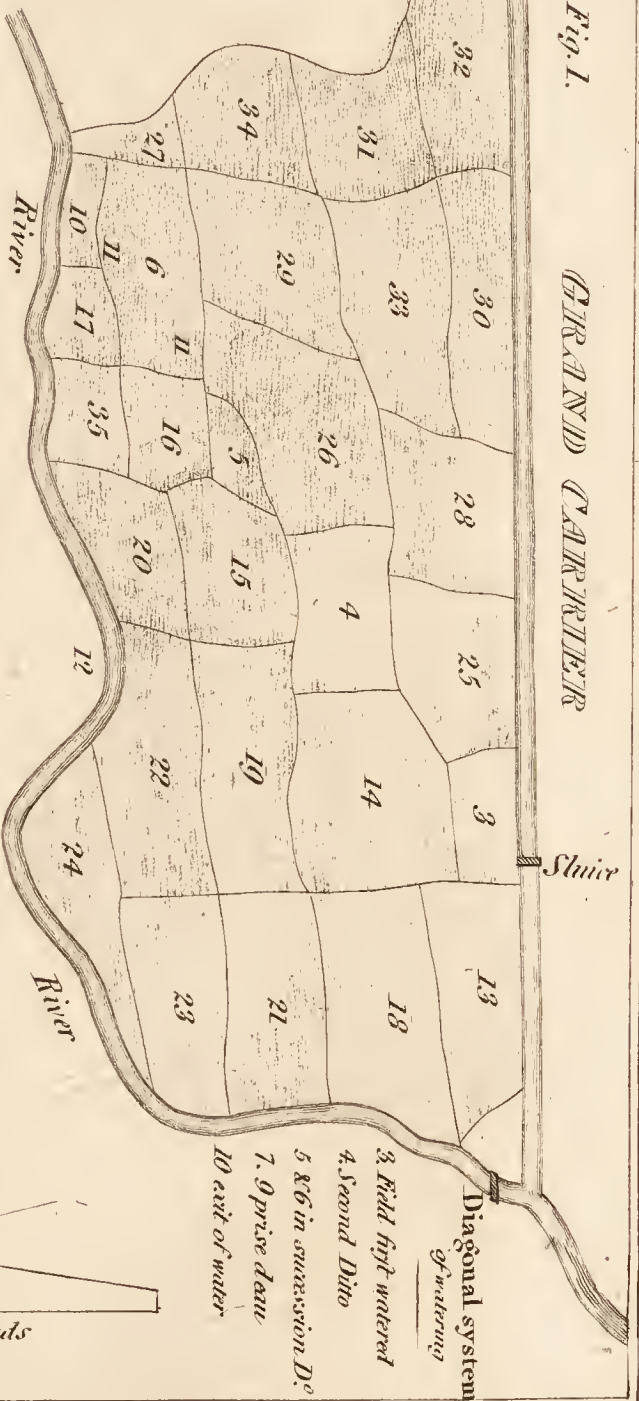 Fig. 1.
GRAND CARRIER
Sluice
32 30 28 25 3 13
31 33 26 4 14 18
34 29 5 15 19 21
27 6 11 16 20 22 23
11
10 17 35 12 24
River
River
Diagonal system
of watering
3. Field first watered
4. Second Ditto
5 & 6 in succession Do
7. 9 prise d'eau
10 exit of water